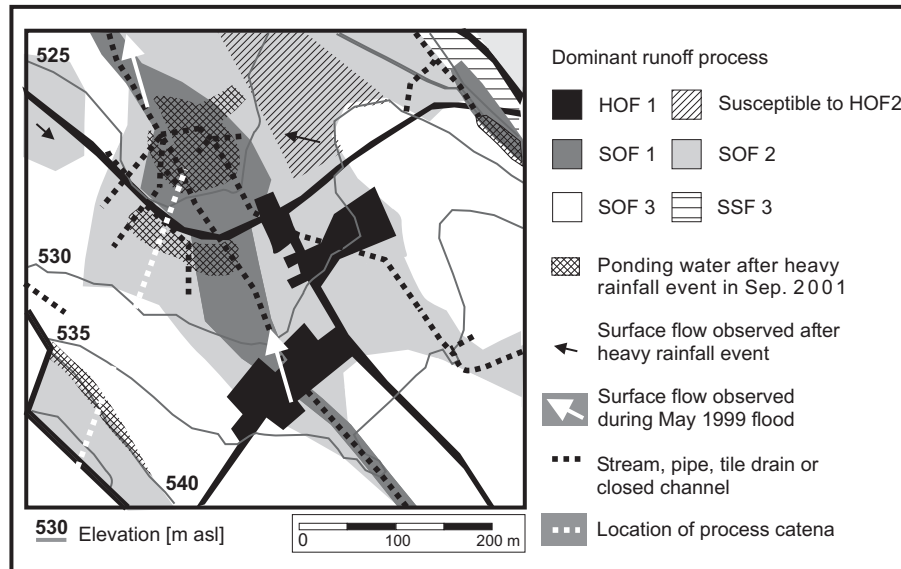 525
530
535
540
530 Elevation [m asl]
0 100 200 m
Dominant runoff process
HOF 1
Susceptible to HOF2
SOF 1
SOF 2
SOF 3
SSF 3
Ponding water after heavy
rainfall event in Sep. 2001
Surface flow observed after
heavy rainfall event
Surface flow observed
during May 1999 flood
Stream, pipe, tile drain or
closed channel
Location of process catena